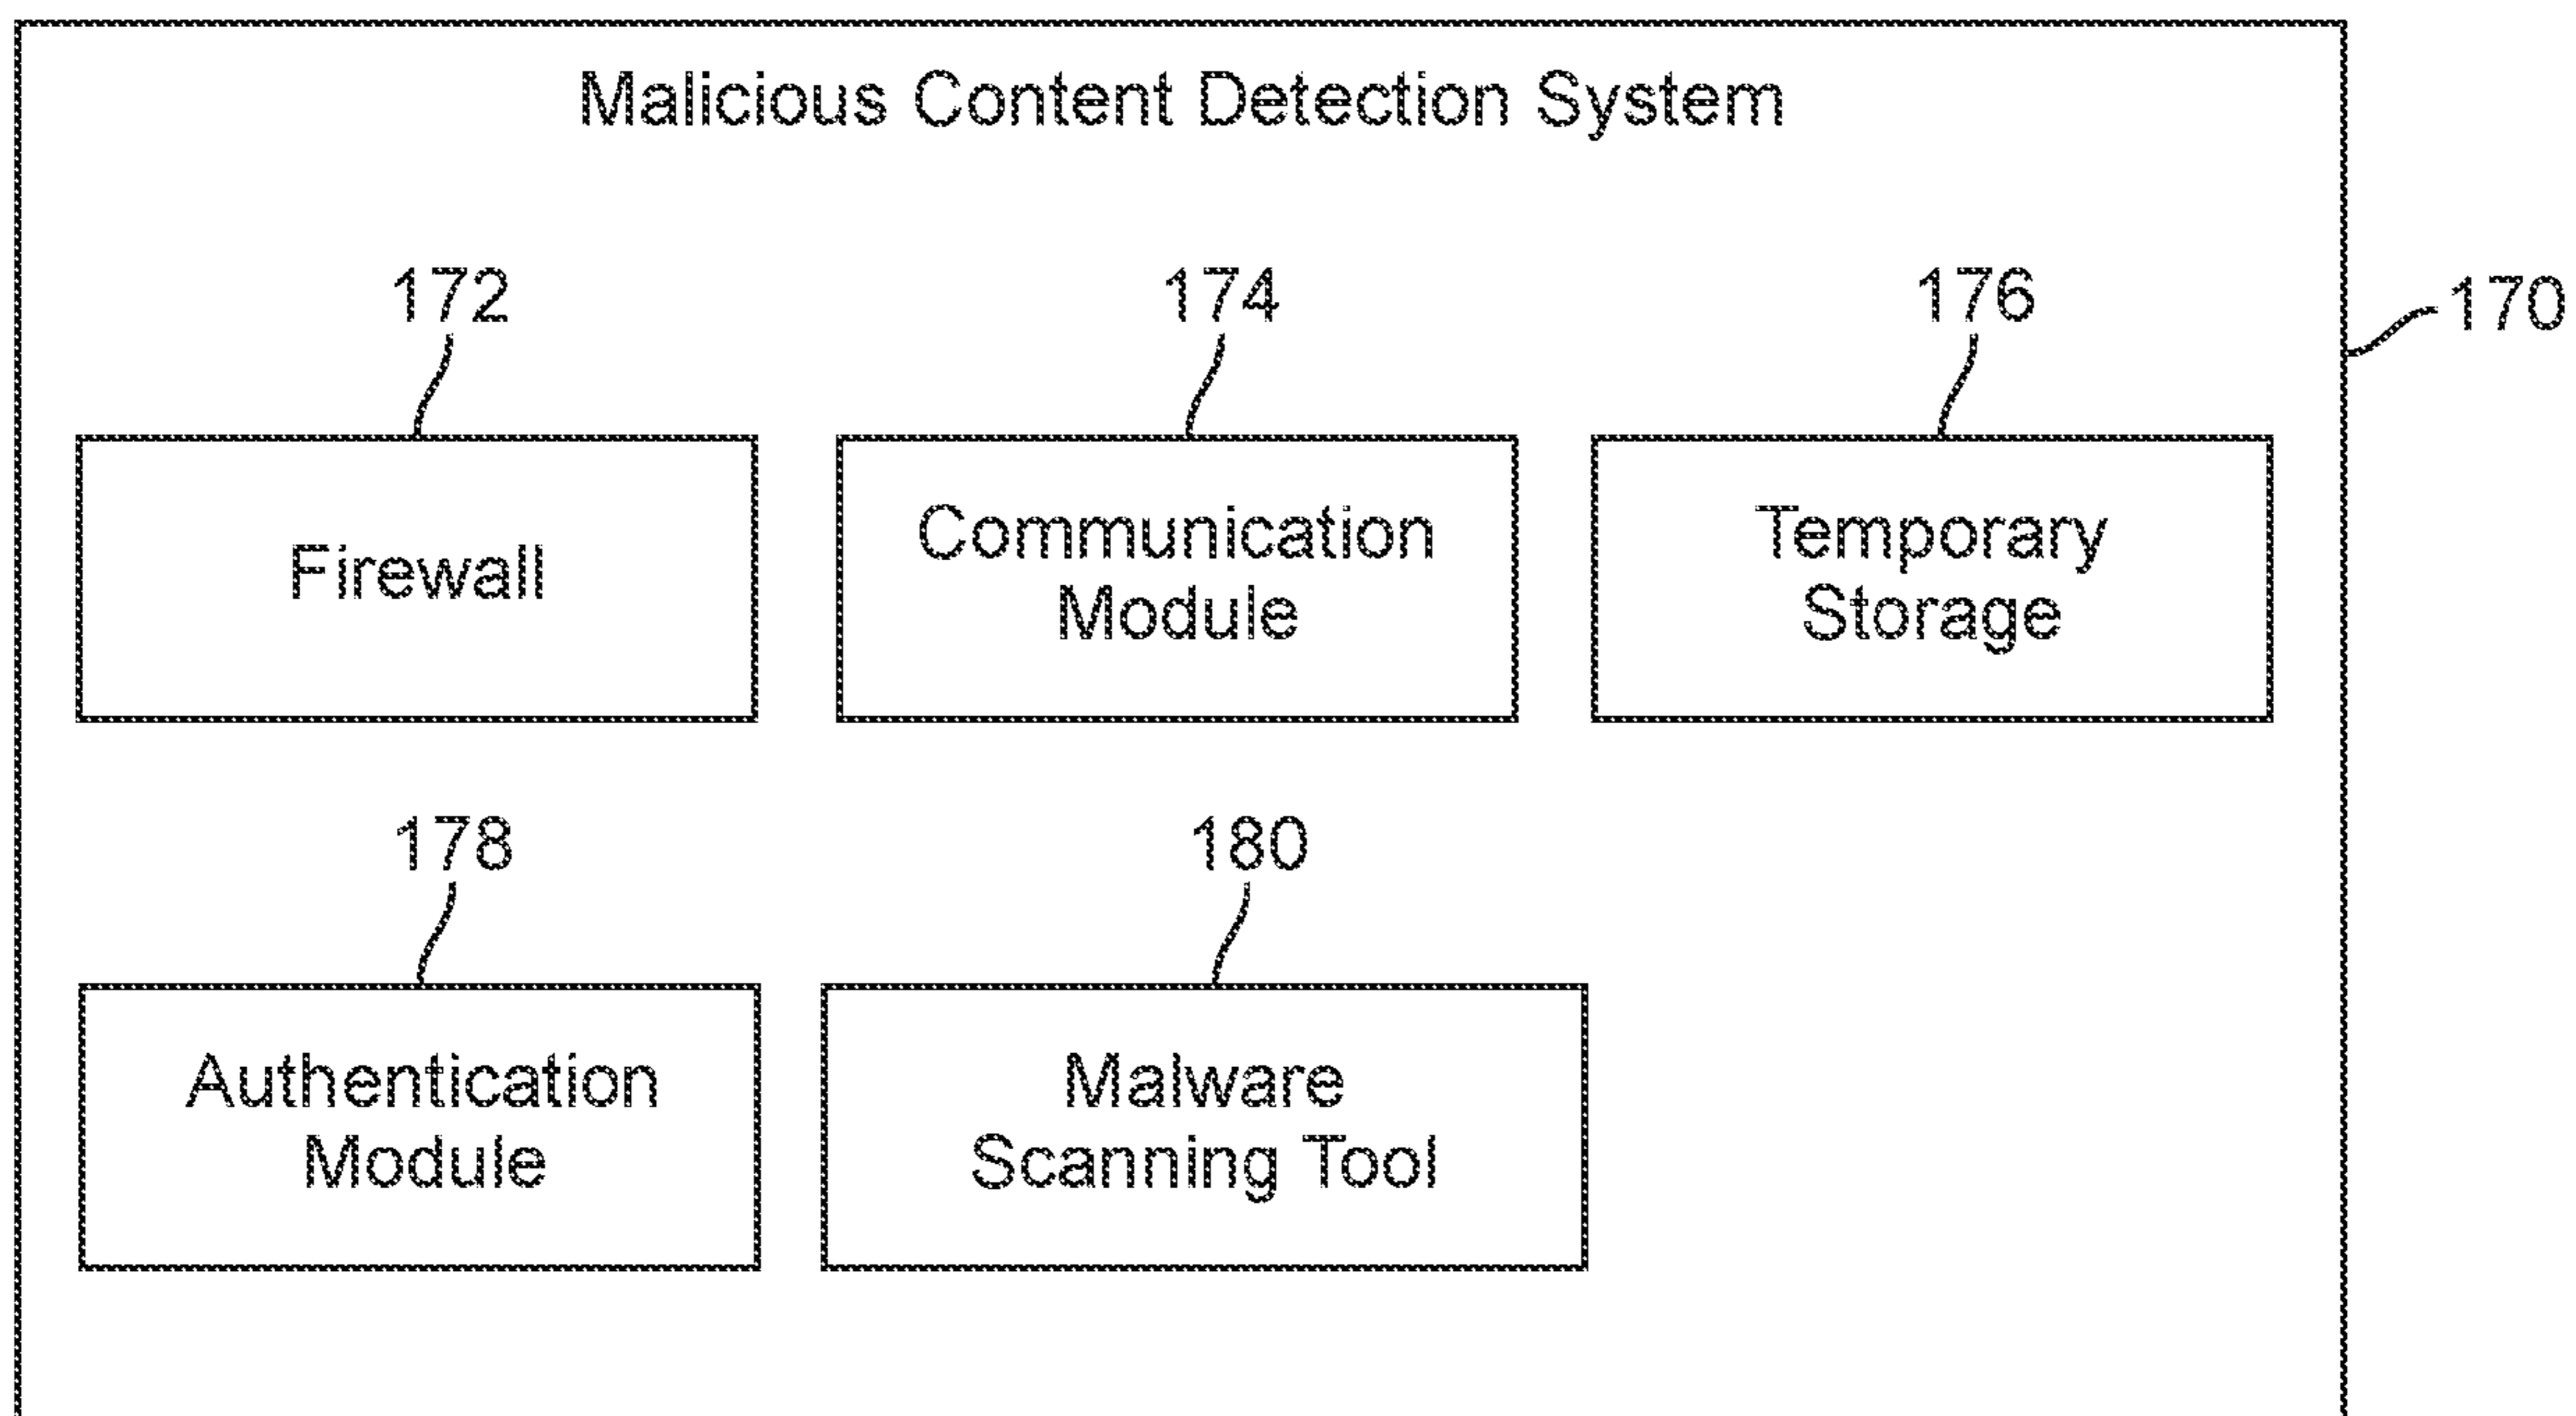 Malicious Content Detection System
172
174
176
170
Firewall
Communication
Module
Temporary
Storage
178
180
Authentication
Module
Malware
Scanning Tool